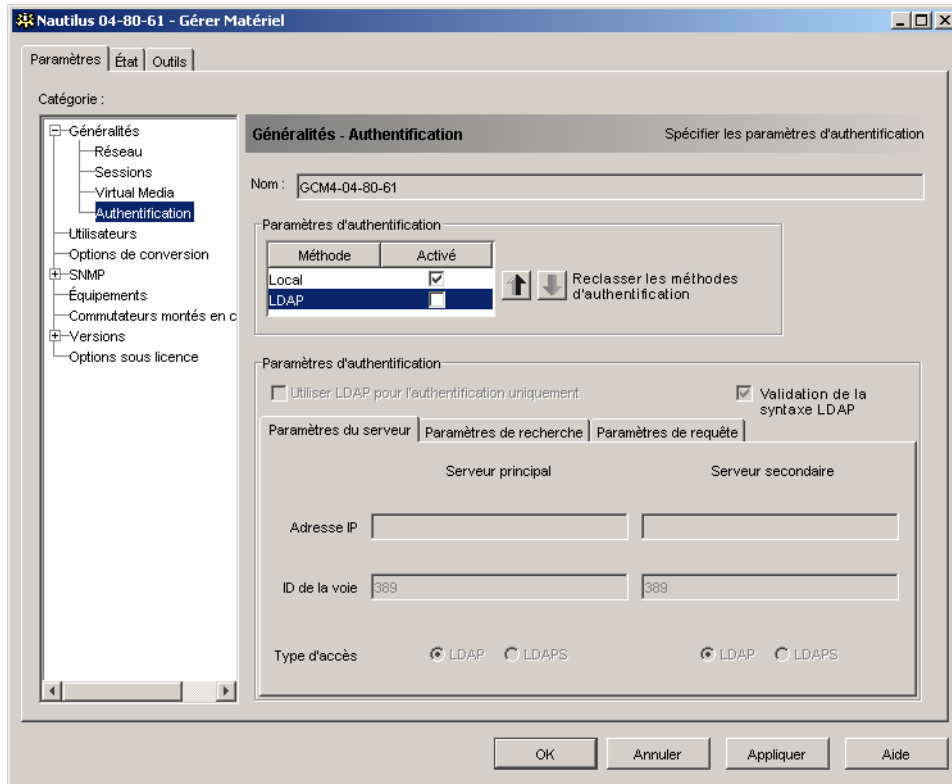 Nautilus 04-80-61 - Gérer Matériel
Paramètres État Outils
Catégorie :
Généralités
Réseau
Sessions
Virtual Media
Authentification
Utilisateurs
Options de conversion
SNMP
Équipements
Commutateurs montés en c
Versions
Options sous licence
Généralités - Authentification Spécifier les paramètres d'authentification
Nom : GCM4-04-80-61
Paramètres d'authentification
Méthode Activé
Local
LDAP
Reclasser les méthodes
d'authentification
Paramètres d'authentification
Utiliser LDAP pour l'authentification uniquement
Validation de la
syntaxe LDAP
Paramètres du serveur Paramètres de recherche Paramètres de requête
Serveur principal Serveur secondaire
Adresse IP
ID de la voie 389 389
Type d'accès LDAP LDAPS LDAP LDAPS
OK Annuler Appliquer Aide